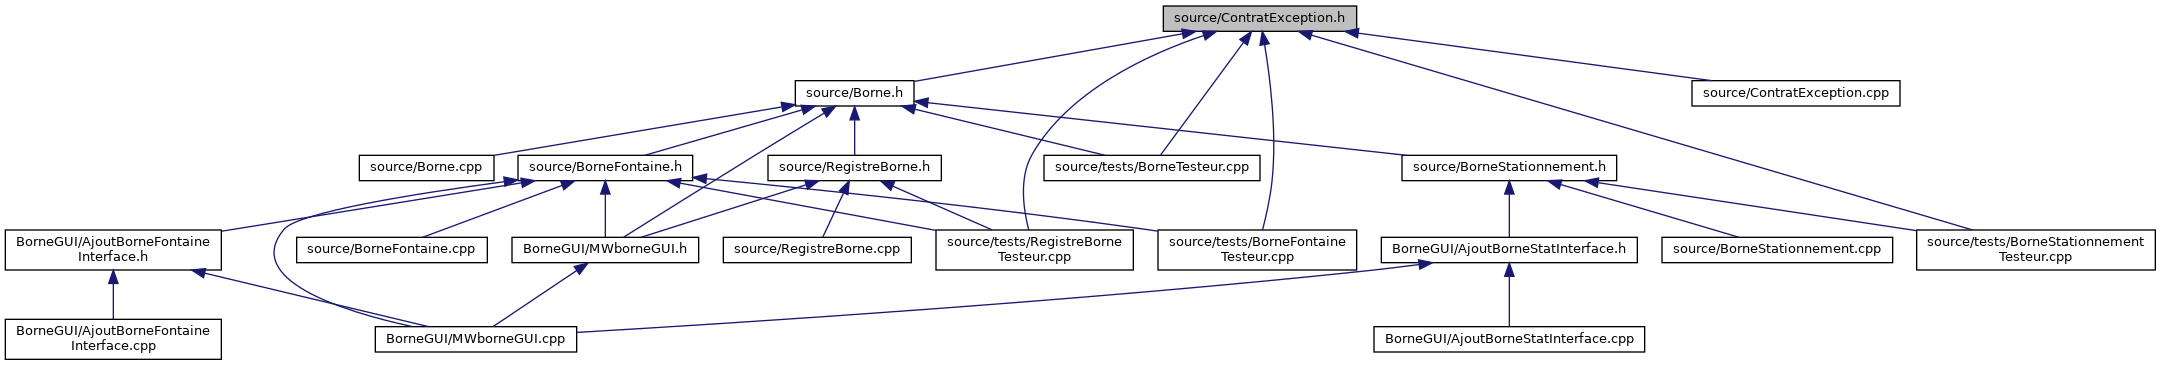 source/ContratException.h
source/Borne.h
source/ContratException.cpp
source/Borne.cpp
source/BorneFontaine.h
source/RegistreBorne.h
source/tests/BorneTesteur.cpp
source/BorneStationnement.h
BorneGUI/AjoutBorneFontaine
Interface.h
source/BorneFontaine.cpp
BorneGUI/MWborneGUI.h
source/RegistreBorne.cpp
source/tests/RegistreBorne
Testeur.cpp
source/tests/BorneFontaine
Testeur.cpp
BorneGUI/AjoutBorneStatInterface.h
source/BorneStationnement.cpp
source/tests/BorneStationnement
Testeur.cpp
BorneGUI/AjoutBorneFontaine
Interface.cpp
BorneGUI/MWborneGUI.cpp
BorneGUI/AjoutBorneStatInterface.cpp